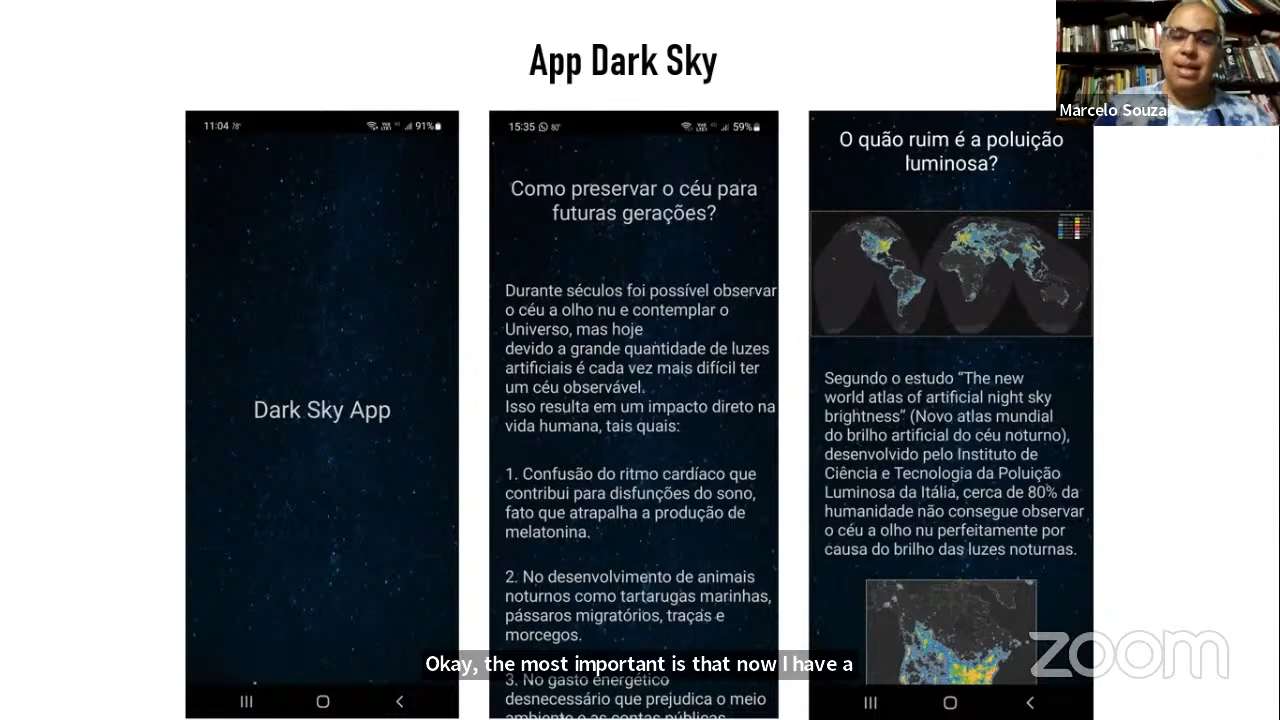 App Dark Sky
Marcelo Souza
11:04 78°
91%
Dark Sky App
15:35 80°
59%
Como preservar o céu para
futuras gerações?
Durante séculos foi possível observar
o céu a olho nu e contemplar o
Universo, mas hoje
devido a grande quantidade de luzes
artificiais é cada vez mais difícil ter
um céu observável.
Isso resulta em um impacto direto na
vida humana, tais quais:
1. Confusão do ritmo cardíaco que
contribui para disfunções do sono,
fato que atrapalha a produção de
melatonina.
2. No desenvolvimento de animais
noturnos como tartarugas marinhas,
pássaros migratórios, traças e
morcegos.
3. No gasto energético
desnecessário que prejudica o meio
ambiente e as contas públicas
O quão ruim é a poluição
luminosa?
Segundo o estudo “The new
world atlas of artificial night sky
brightness” (Novo atlas mundial
do brilho artificial do céu noturno),
desenvolvido pelo Instituto de
Ciência e Tecnologia da Poluição
Luminosa da Itália, cerca de 80% da
humanidade não consegue observar
o céu a olho nu perfeitamente por
causa do brilho das luzes noturnas.
Okay, the most important is that now I have a
zoom